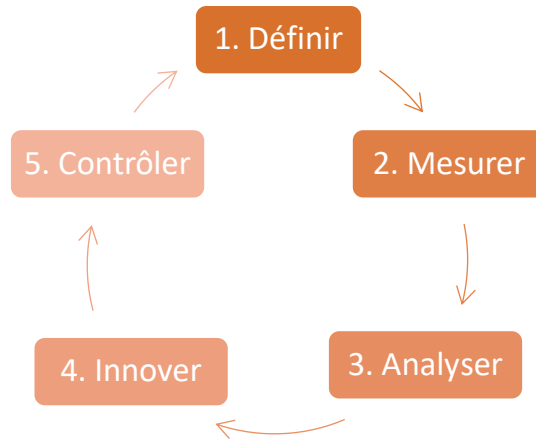 1. Définir
2. Mesurer
3. Analyser
4. Innover
5. Contrôler